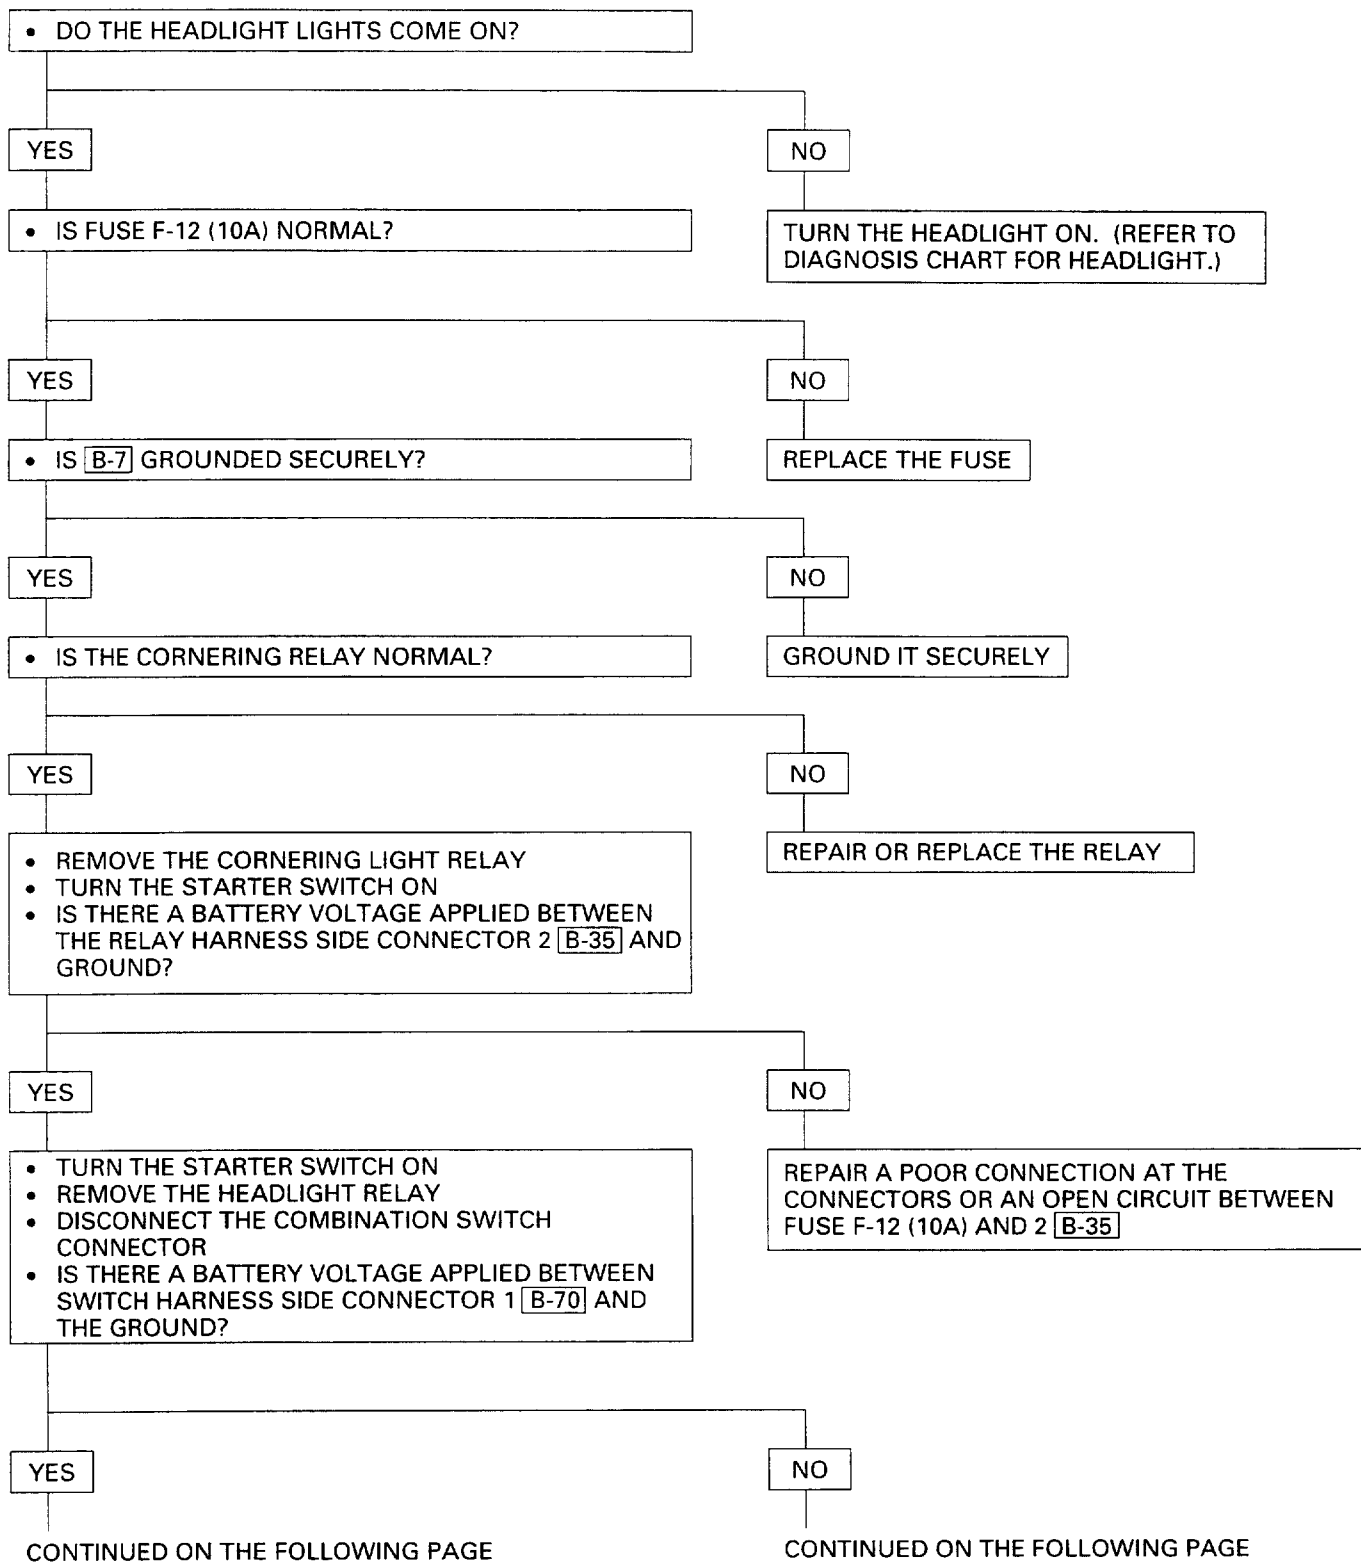 • DO THE HEADLIGHT LIGHTS COME ON?
YES
NO
• IS FUSE F-12 (10A) NORMAL?
TURN THE HEADLIGHT ON. (REFER TO
DIAGNOSIS CHART FOR HEADLIGHT.)
YES
NO
• IS B-7 GROUNDED SECURELY?
REPLACE THE FUSE
YES
NO
• IS THE CORNERING RELAY NORMAL?
GROUND IT SECURELY
YES
NO
• REMOVE THE CORNERING LIGHT RELAY
• TURN THE STARTER SWITCH ON
• IS THERE A BATTERY VOLTAGE APPLIED BETWEEN
THE RELAY HARNESS SIDE CONNECTOR 2 B-35 AND
GROUND?
REPAIR OR REPLACE THE RELAY
YES
NO
• TURN THE STARTER SWITCH ON
• REMOVE THE HEADLIGHT RELAY
• DISCONNECT THE COMBINATION SWITCH
CONNECTOR
• IS THERE A BATTERY VOLTAGE APPLIED BETWEEN
SWITCH HARNESS SIDE CONNECTOR 1 B-70 AND
THE GROUND?
REPAIR A POOR CONNECTION AT THE
CONNECTORS OR AN OPEN CIRCUIT BETWEEN
FUSE F-12 (10A) AND 2 B-35
YES
NO
CONTINUED ON THE FOLLOWING PAGE
CONTINUED ON THE FOLLOWING PAGE